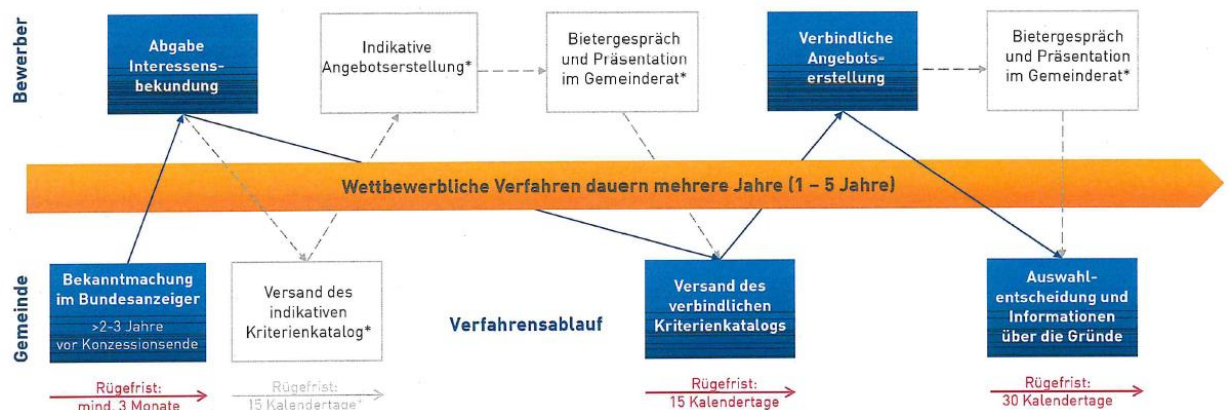 Bewerber
Abgabe
Interessens-
bekundung
Indikative
Angebotserstellung*
Bietergespräch
und Präsentation
im Gemeinderat*
Verbindliche
Angebots-
erstellung
Bietergespräch
und Präsentation
im Gemeinderat*
Wettbewerbliche Verfahren dauern mehrere Jahre (1 – 5 Jahre)
Gemeinde
Bekanntmachung
im Bundesanzeiger
>2-3 Jahre
vor Konzessionsende
Versand des
indikativen
Kriterienkatalog*
Verfahrensablauf
Versand des
verbindlichen
Kriterienkatalogs
Auswahl-
entscheidung und
Informationen
über die Gründe
Rügefrist:
mind. 3 Monate
Rügefrist:
15 Kalendertage*
Rügefrist:
15 Kalendertage
Rügefrist:
30 Kalendertage